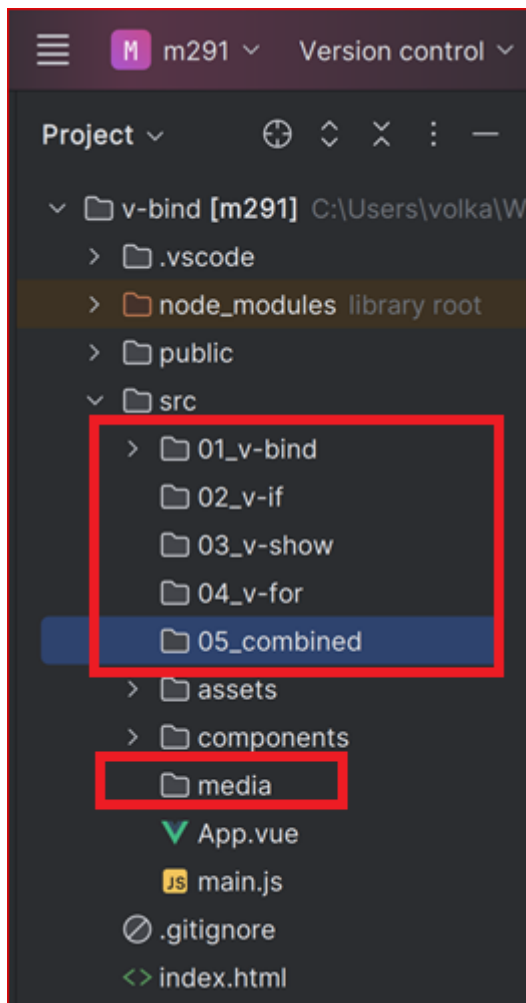 M m291 Version control
Project
v-bind [m291] C:\Users\volka\W
.vscode
node_modules library root
public
src
01_v-bind
02_v-if
03_v-show
04_v-for
05_combined
assets
components
media
App.vue
JS main.js
.gitignore
<> index.html